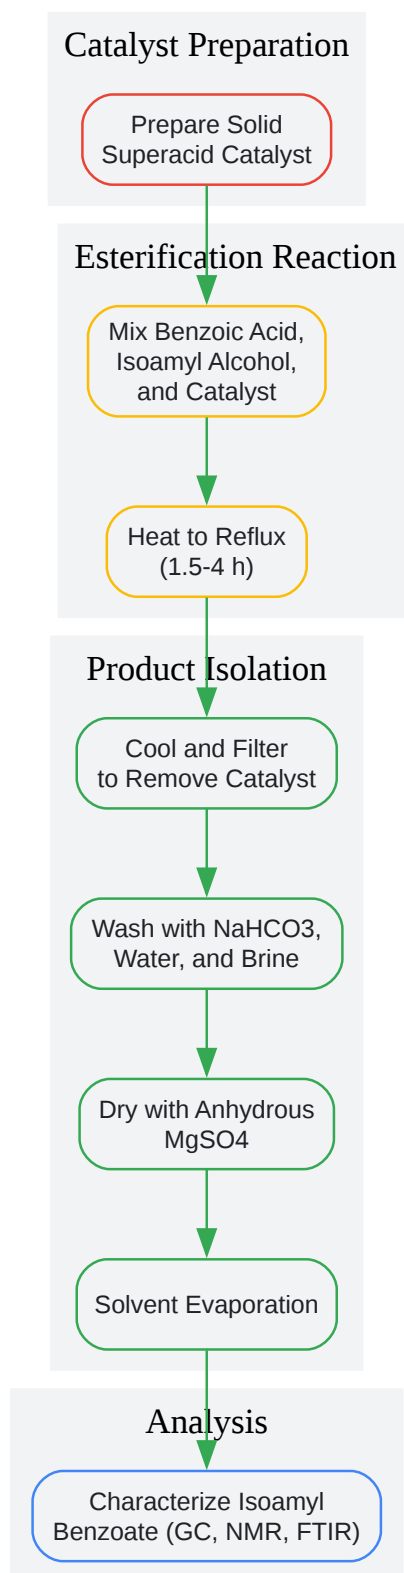 Catalyst Preparation
Prepare Solid
Superacid Catalyst
Esterification Reaction
Mix Benzoic Acid,
Isoamyl Alcohol,
and Catalyst
Heat to Reflux
(1.5-4 h)
Product Isolation
Cool and Filter
to Remove Catalyst
Wash with NaHCO3,
Water, and Brine
Dry with Anhydrous
MgSO4
Solvent Evaporation
Analysis
Characterize Isoamyl
Benzoate (GC, NMR, FTIR)